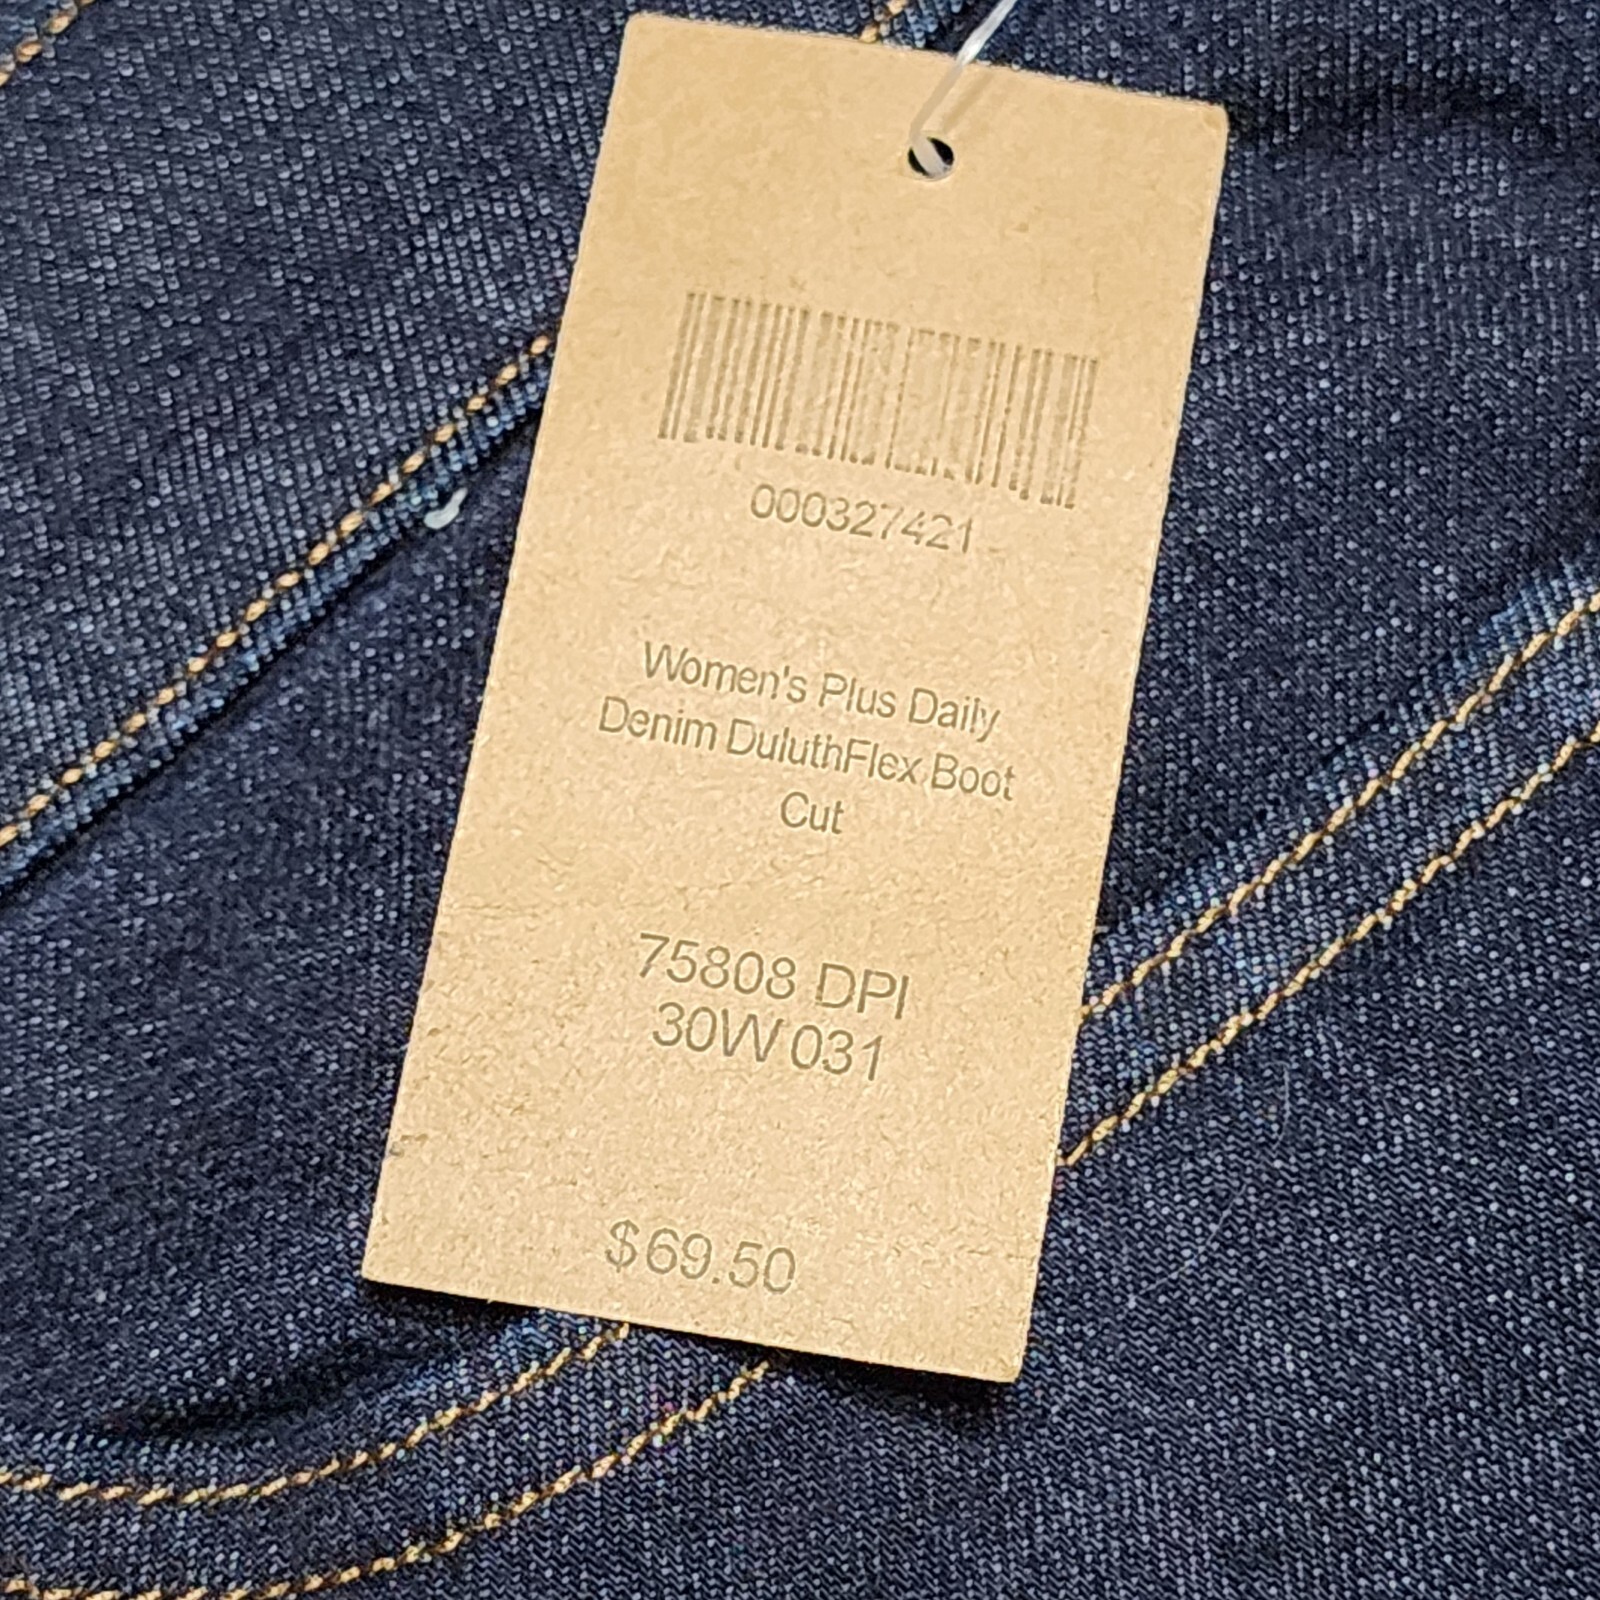 000327421
Women's Plus Daily
Denim DuluthFlex Boot
Cut
75808 DPI
30W 031
$69.50